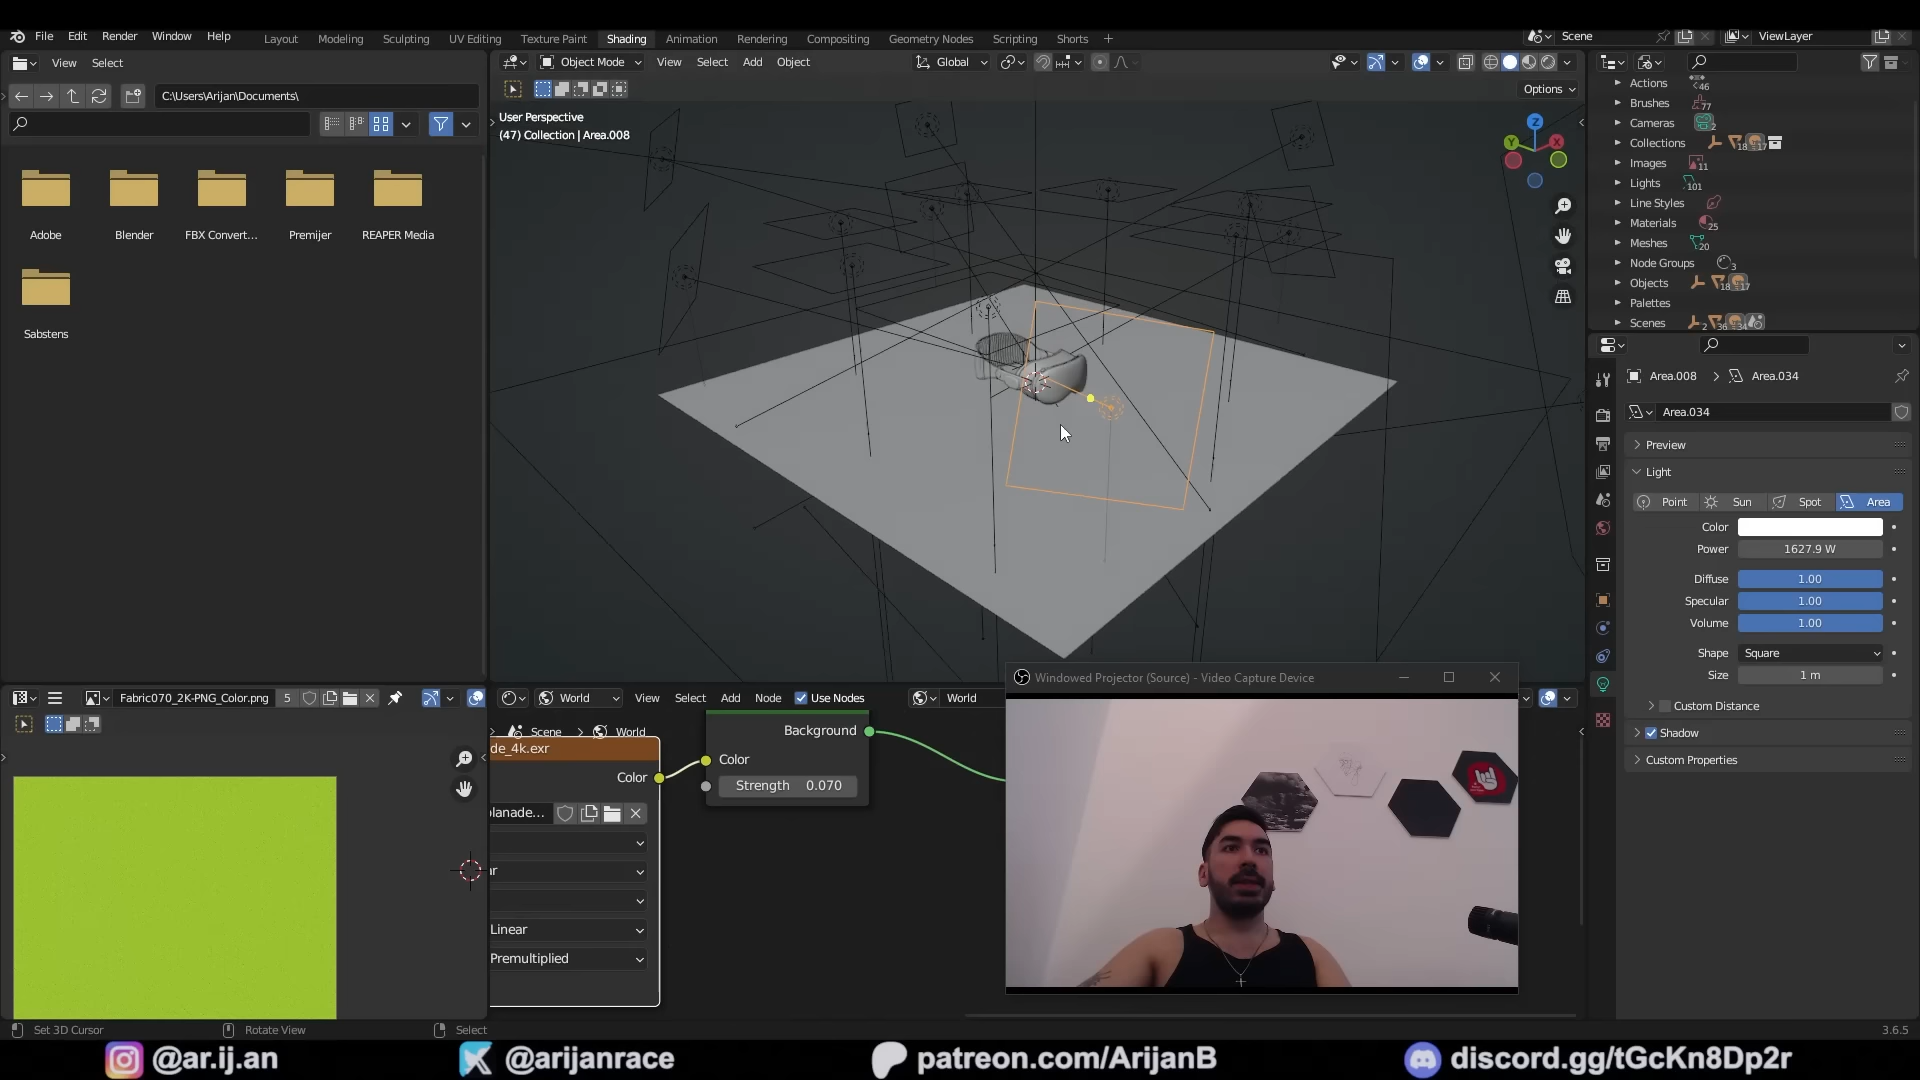 File Edit Render Window Help
Layout Modeling Sculpting UV Editing Texture Paint Shading Animation Rendering Compositing Geometry Nodes Scripting Shorts
Scene
ViewLayer
View Select
C:\Users\Arijan\Documents\
Adobe Blender FBX Convert... Premijer REAPER Media
Sabstens
Object Mode View Select Add Object
Global
Options
User Perspective
(47) Collection | Area.008
Z
Y X
Actions 46
Brushes 77
Cameras 2
Collections 18 17
Images 11
Lights 101
Line Styles
Materials 25
Meshes 20
Node Groups 3
Objects 18 17
Palettes
Scenes 2 36 34
Area.008 Area.034
Area.034
Preview
Light
Point Sun Spot Area
Color
Power 1627.9 W
Diffuse 1.00
Specular 1.00
Volume 1.00
Shape Square
Size 1 m
Custom Distance
Shadow
Custom Properties
Fabric070_2K-PNG_Color.png 5
World View Select Add Node Use Nodes World
Scene World
de_4k.exr
Color
lanade...
Linear
Premultiplied
Background
Color
Strength 0.070
Windowed Projector (Source) - Video Capture Device
Set 3D Cursor Rotate View Select
3.6.5
@ar.ij.an @arijanrace patreon.com/ArijanB discord.gg/tGcKn8Dp2r